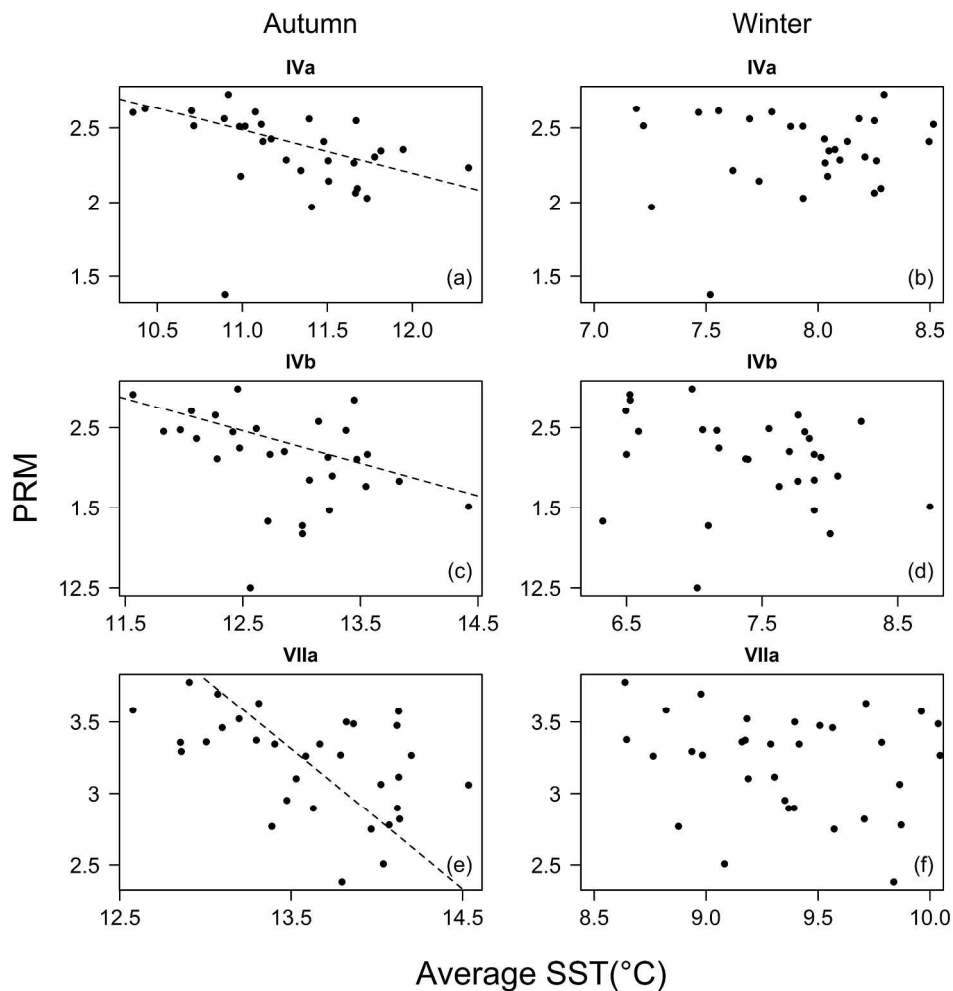 Autumn Winter
IVa IVa
2.5 2.5
2 2
1.5 1.5
(a) (b)
10.5 11.0 11.5 12.0 7.0 7.5 8.0 8.5
IVb IVb
2.5 2.5
1.5 1.5
12.5 12.5
(c) (d)
11.5 12.5 13.5 14.5 6.5 7.5 8.5
VIIa VIIa
3.5 3.5
3 3
2.5 2.5
(e) (f)
12.5 13.5 14.5 8.5 9.0 9.5 10.0
PRM
Average SST(°C)